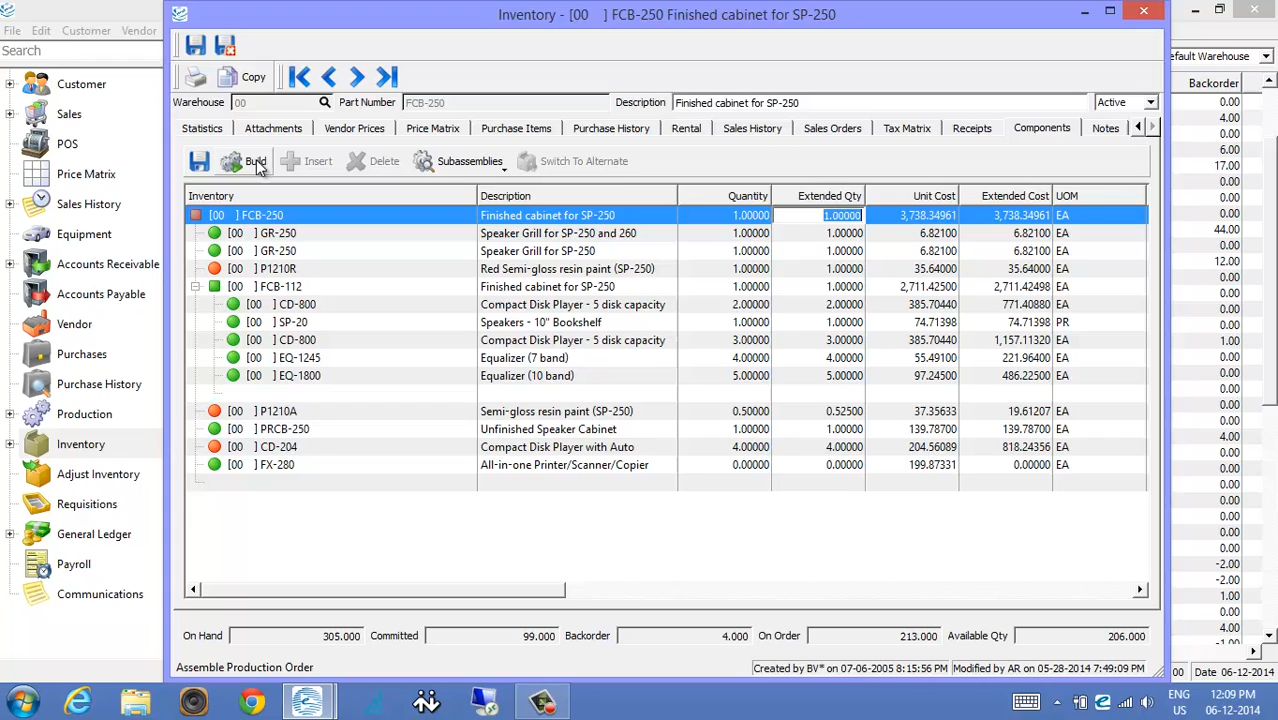 Inventory - [00 ] FCB-250 Finished cabinet for SP-250
File Edit Customer Vendor
Search
Copy
Warehouse 00 Part Number FCB-250 Description Finished cabinet for SP-250 Active
Statistics Attachments Vendor Prices Price Matrix Purchase Items Purchase History Rental Sales History Sales Orders Tax Matrix Receipts Components Notes
Build Insert Delete Subassemblies Switch To Alternate
Inventory Description Quantity Extended Qty Unit Cost Extended Cost UOM
[00 ] FCB-250 Finished cabinet for SP-250 1.00000 1.00000 3,738.34961 3,738.34961 EA
[00 ] GR-250 Speaker Grill for SP-250 and 260 1.00000 1.00000 6.82100 6.82100 EA
[00 ] GR-250 Speaker Grill for SP-250 1.00000 1.00000 6.82100 6.82100 EA
[00 ] P1210R Red Semi-gloss resin paint (SP-250) 1.00000 1.00000 35.64000 35.64000 EA
[00 ] FCB-112 Finished cabinet for SP-250 1.00000 1.00000 2,711.42500 2,711.42498 EA
[00 ] CD-800 Compact Disk Player - 5 disk capacity 2.00000 2.00000 385.70440 771.40880 EA
[00 ] SP-20 Speakers - 10" Bookshelf 1.00000 1.00000 74.71398 74.71398 PR
[00 ] CD-800 Compact Disk Player - 5 disk capacity 3.00000 3.00000 385.70440 1,157.11320 EA
[00 ] EQ-1245 Equalizer (7 band) 4.00000 4.00000 55.49100 221.96400 EA
[00 ] EQ-1800 Equalizer (10 band) 5.00000 5.00000 97.24500 486.22500 EA
[00 ] P1210A Semi-gloss resin paint (SP-250) 0.50000 0.52500 37.35633 19.61207 EA
[00 ] PRCB-250 Unfinished Speaker Cabinet 1.00000 1.00000 139.78700 139.78700 EA
[00 ] CD-204 Compact Disk Player with Auto 4.00000 4.00000 204.56089 818.24356 EA
[00 ] FX-280 All-in-one Printer/Scanner/Copier 0.00000 0.00000 199.87331 0.00000 EA
On Hand 305.000 Committed 99.000 Backorder 4.000 On Order 213.000 Available Qty 206.000
Assemble Production Order Created by BV* on 07-06-2005 8:15:56 PM Modified by AR on 05-28-2014 7:49:09 PM
Customer
Sales
POS
Price Matrix
Sales History
Equipment
Accounts Receivable
Accounts Payable
Vendor
Purchases
Purchase History
Production
Inventory
Adjust Inventory
Requisitions
General Ledger
Payroll
Communications
efault Warehouse
Backorder
0.00
4.00
0.00
6.00
17.00
0.00
12.00
0.00
44.00
0.00
12.00
0.00
0.00
4.00
0.00
1.00
0.00
0.00
4.00
0.00
0.00
0.00
0.00
0.00
0.00
0.00
0.00
0.00
-2.00
-2.00
1.00
0.00
0.00
4.00
00 Date 06-12-2014
ENG
US
12:09 PM
06-12-2014